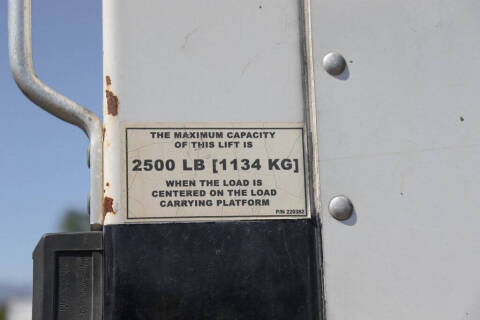 THE MAXIMUM CAPACITY
OF THIS LIFT IS
2500 LB [1134 KG]
WHEN THE LOAD IS
CENTERED ON THE LOAD
CARRYING PLATFORM
P/N 220382